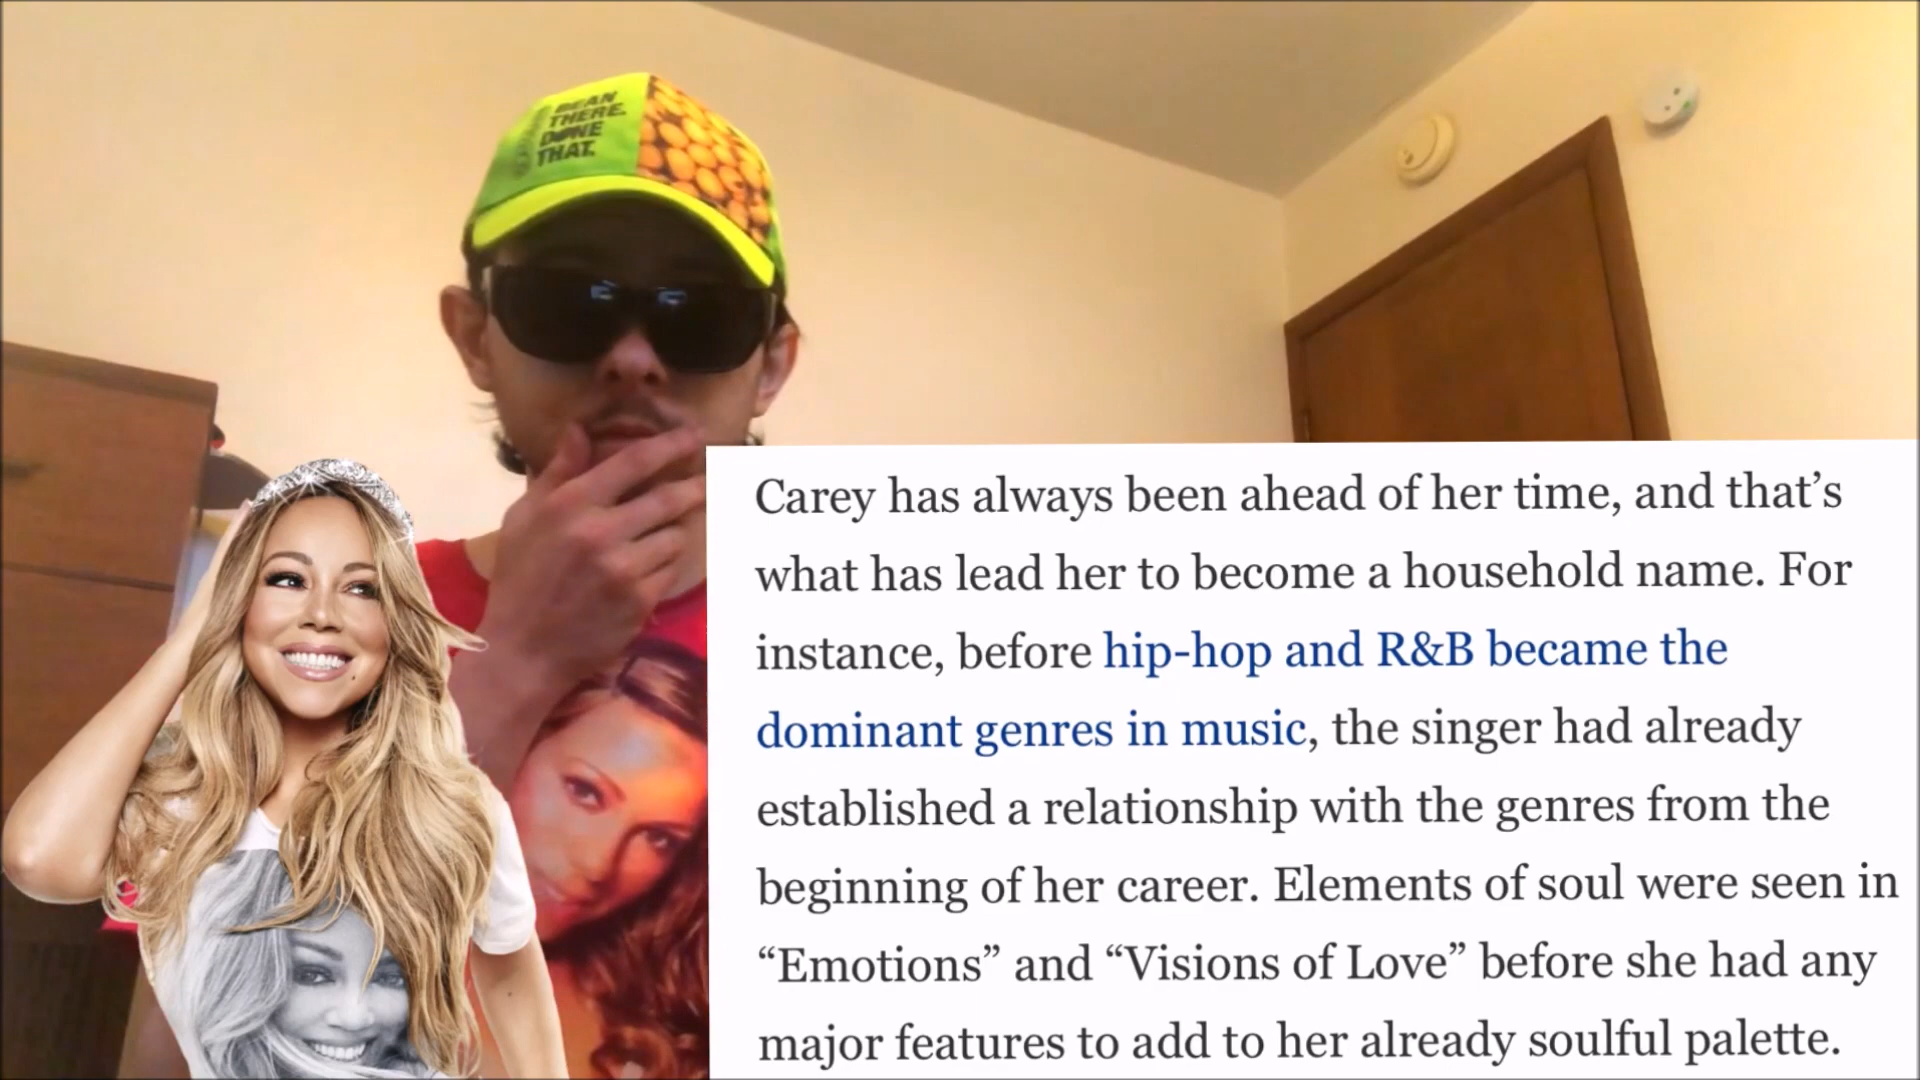 BEAN
THERE.
DONE
THAT.
Carey has always been ahead of her time, and that’s
what has lead her to become a household name. For
instance, before hip-hop and R&B became the
dominant genres in music, the singer had already
established a relationship with the genres from the
beginning of her career. Elements of soul were seen in
“Emotions” and “Visions of Love” before she had any
major features to add to her already soulful palette.